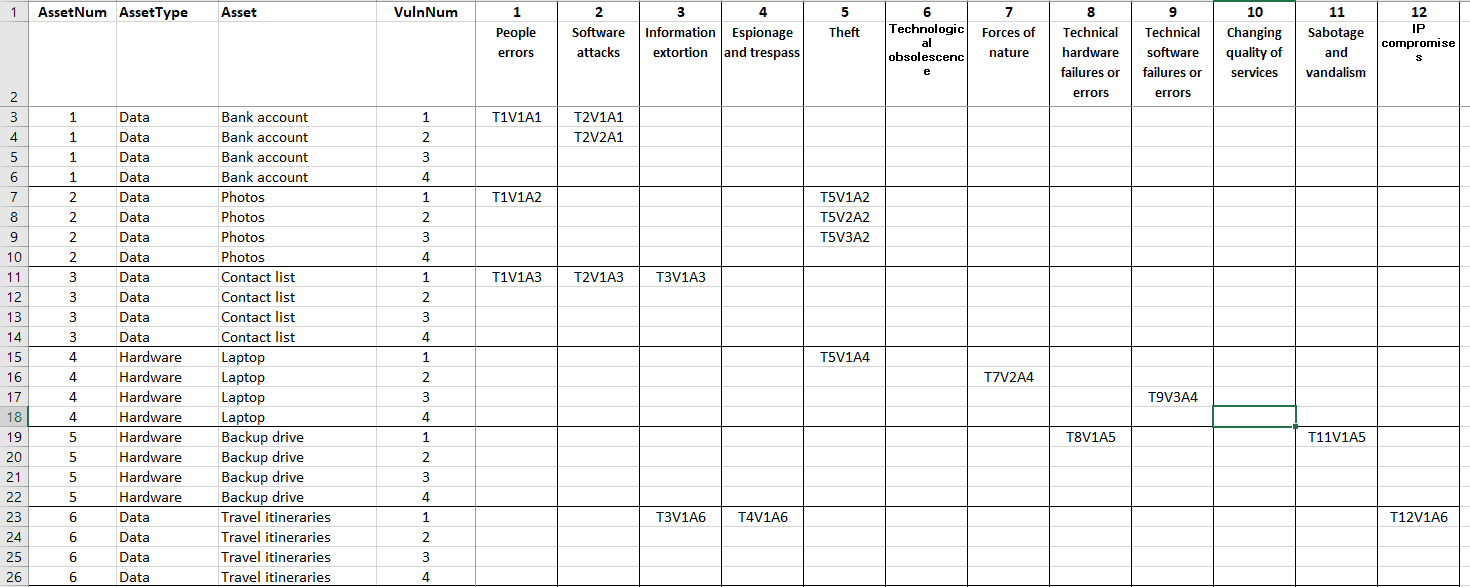 1 AssetNum AssetType Asset VulnNum 1 2 3 4 5 6 7 8 9 10 11 12
People Software Information Espionage Theft Technologic Forces of Technical Technical Changing Sabotage IP
errors attacks extortion and trespass al nature hardware software quality of and compromise
obsolescenc failures or failures or services vandalism s
e errors errors
2
3 1 Data Bank account 1 T1V1A1 T2V1A1
4 1 Data Bank account 2 T2V2A1
5 1 Data Bank account 3
6 1 Data Bank account 4
7 2 Data Photos 1 T1V1A2 T5V1A2
8 2 Data Photos 2 T5V2A2
9 2 Data Photos 3 T5V3A2
10 2 Data Photos 4
11 3 Data Contact list 1 T1V1A3 T2V1A3 T3V1A3
12 3 Data Contact list 2
13 3 Data Contact list 3
14 3 Data Contact list 4
15 4 Hardware Laptop 1 T5V1A4
16 4 Hardware Laptop 2 T7V2A4
17 4 Hardware Laptop 3 T9V3A4
18 4 Hardware Laptop 4
19 5 Hardware Backup drive 1 T8V1A5 T11V1A5
20 5 Hardware Backup drive 2
21 5 Hardware Backup drive 3
22 5 Hardware Backup drive 4
23 6 Data Travel itineraries 1 T3V1A6 T4V1A6 T12V1A6
24 6 Data Travel itineraries 2
25 6 Data Travel itineraries 3
26 6 Data Travel itineraries 4